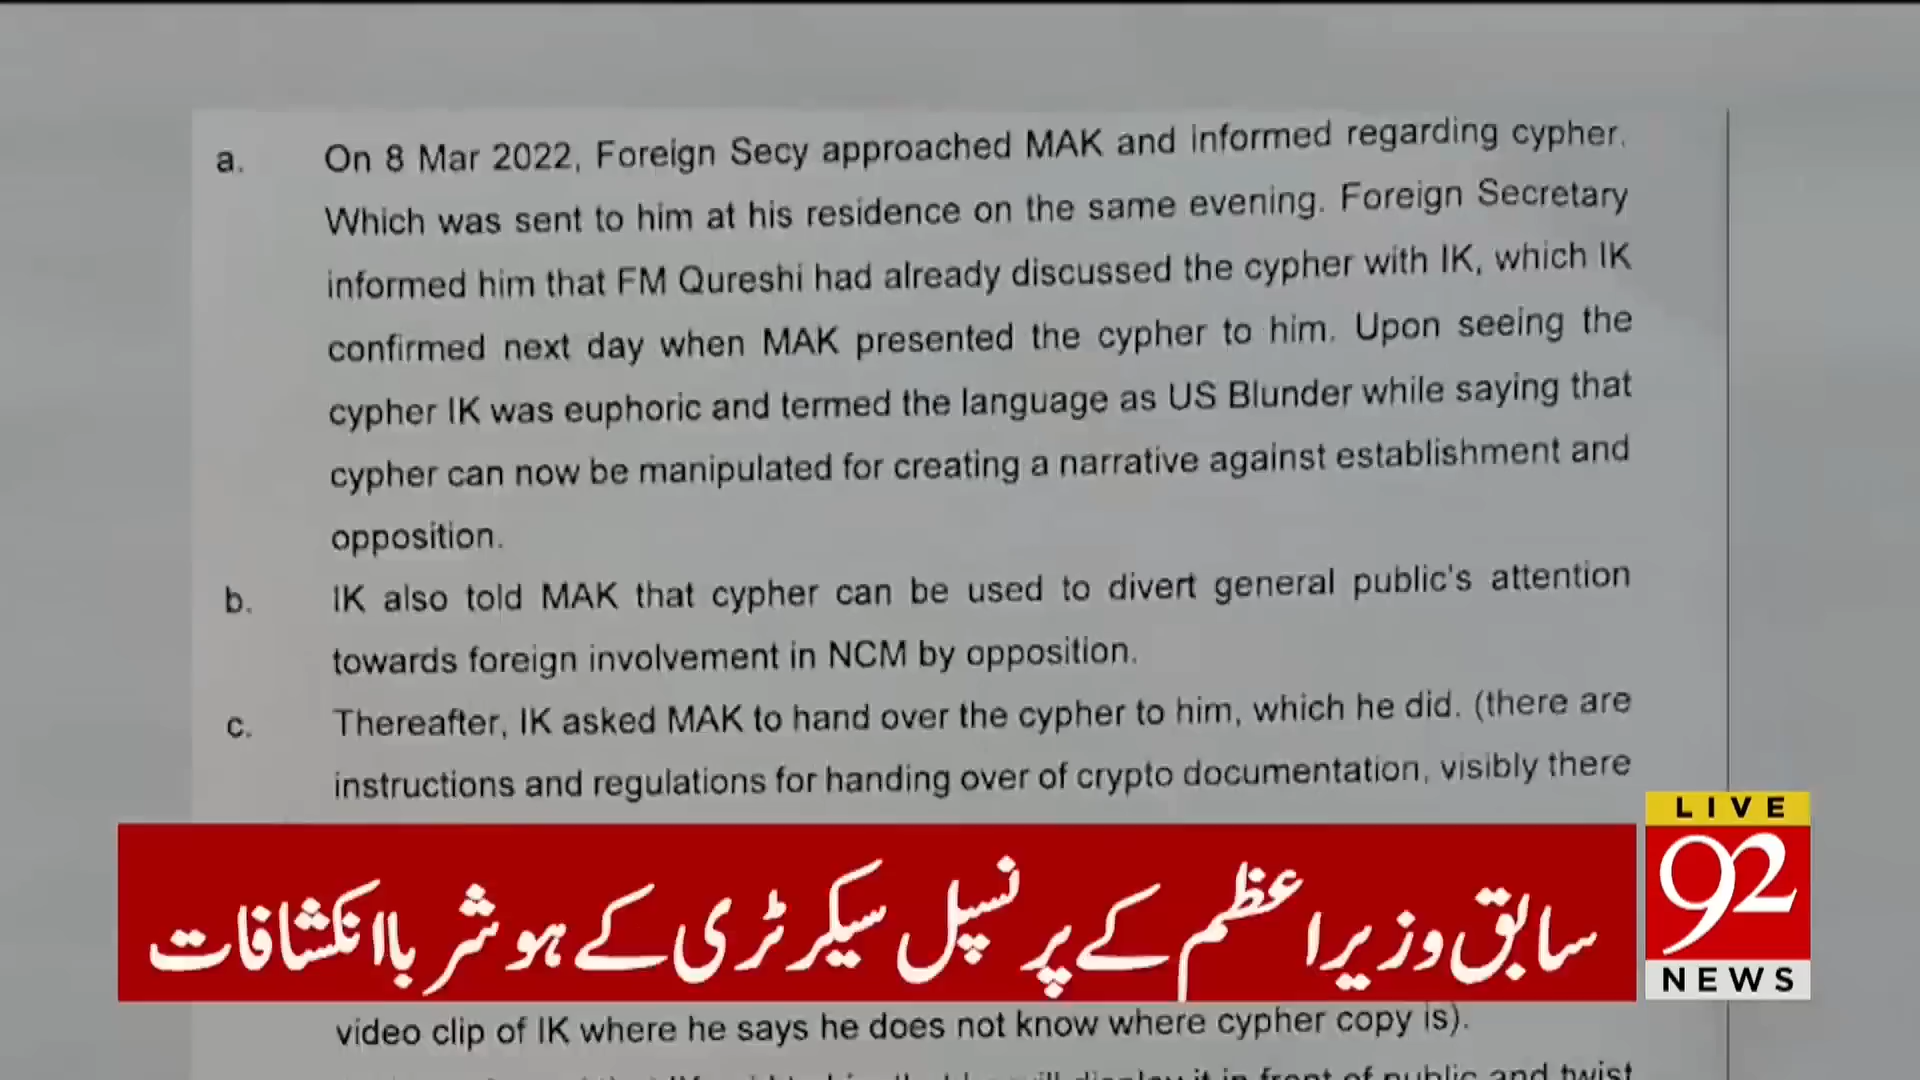 a. On 8 Mar 2022, Foreign Secy approached MAK and informed regarding cypher.
Which was sent to him at his residence on the same evening. Foreign Secretary
informed him that FM Qureshi had already discussed the cypher with IK, which IK
confirmed next day when MAK presented the cypher to him. Upon seeing the
cypher IK was euphoric and termed the language as US Blunder while saying that
cypher can now be manipulated for creating a narrative against establishment and
opposition.
b. IK also told MAK that cypher can be used to divert general public's attention
towards foreign involvement in NCM by opposition.
c. Thereafter, IK asked MAK to hand over the cypher to him, which he did. (there are
instructions and regulations for handing over of crypto documentation, visibly there
LIVE
92
NEWS
سابق وزیراعظم کے پرنسپل سیکرٹری کے ہوشربا انکشافات
video clip of IK where he says he does not know where cypher copy is).
in front of public and twist